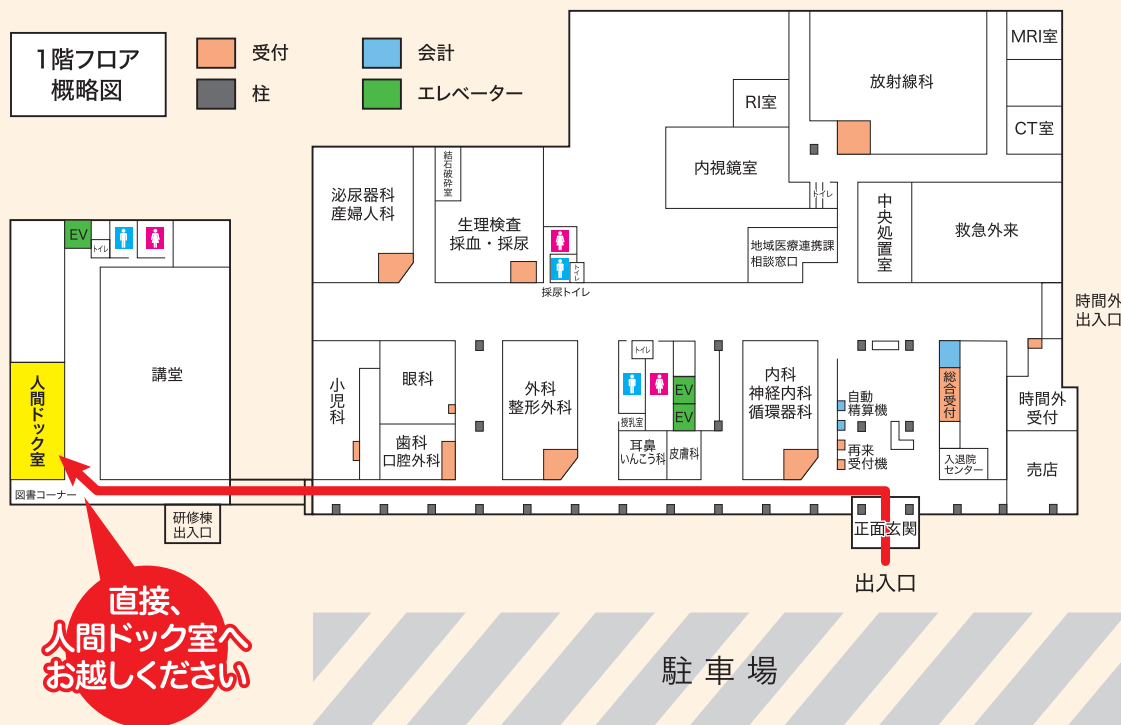 1階フロア
概略図
受付
会計
柱
エレベーター
MRI室
放射線科
RI室
CT室
内視鏡室
トイレ
結石破砕室
泌尿器科
産婦人科
生理検査
採血・採尿
トイレ
採尿トイレ
地域医療連携課
相談窓口
中央処置室
救急外来
時間外
出入口
EV
トイレ
講堂
人間ドック室
図書コーナー
研修棟
出入口
小児科
眼科
歯科
口腔外科
外科
整形外科
トイレ
授乳室
EV
EV
耳鼻
いんこう科
皮膚科
内科
神経内科
循環器科
自動
精算機
再来
受付機
総合受付
入退院
センター
時間外
受付
売店
正面玄関
出入口
直接、
人間ドック室へ
お越しください
駐車場